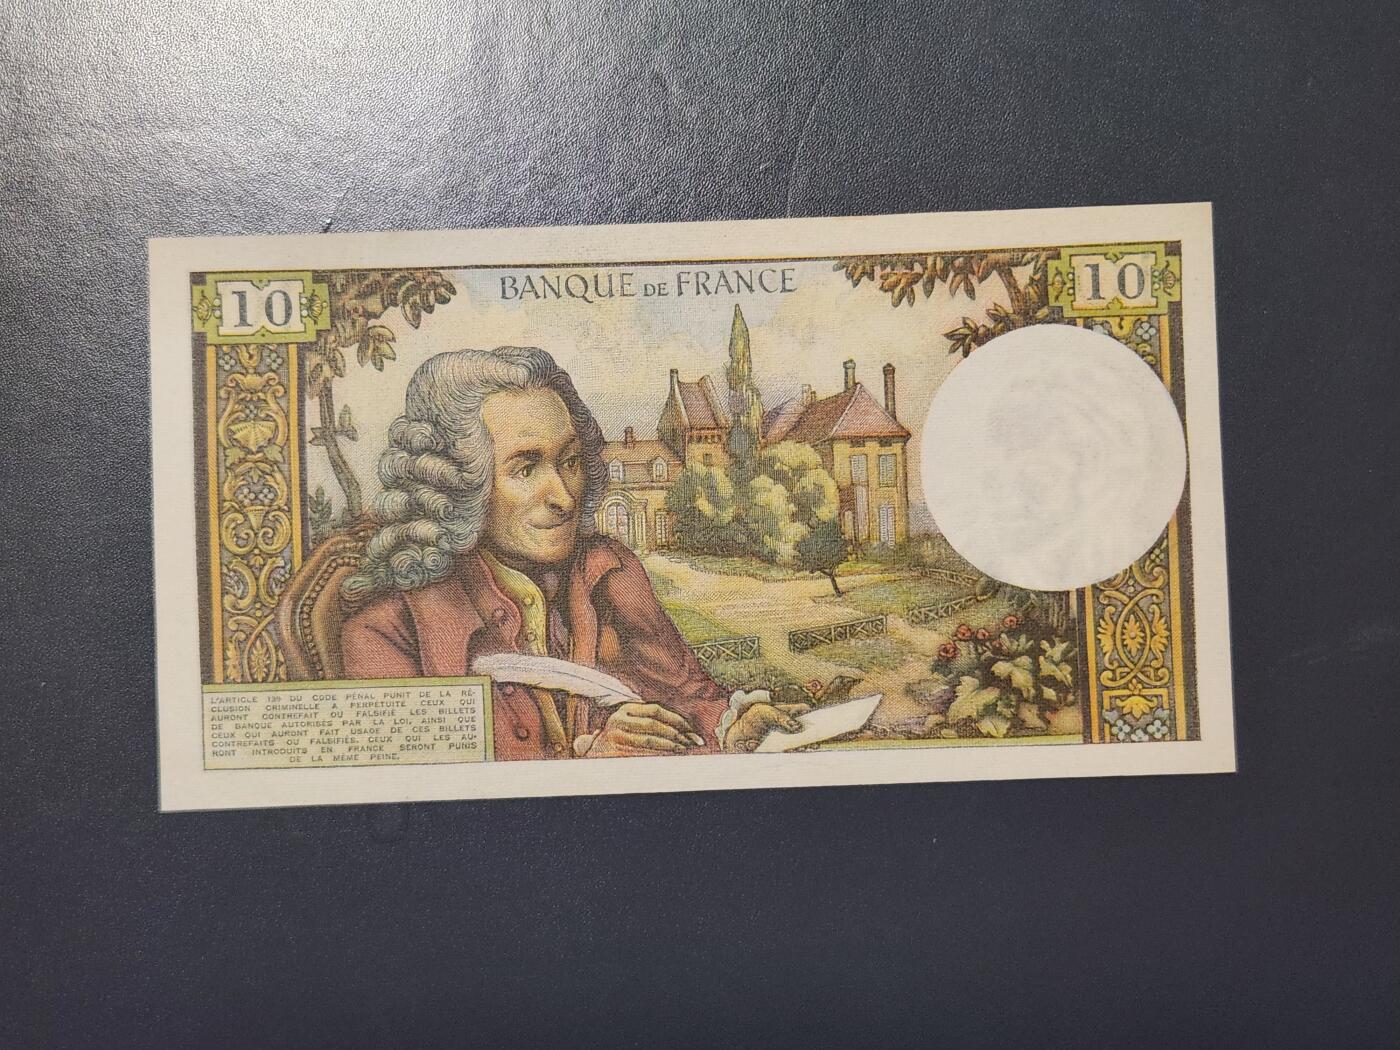 BANQUE DE FRANCE
10
10
L'ARTICLE 139 DU CODE PÉNAL PUNIT DE LA RÉ-
CLUSION CRIMINELLE À PERPÉTUITÉ CEUX QUI
AURONT CONTREFAIT OU FALSIFIÉ LES BILLETS
DE BANQUE AUTORISÉS PAR LA LOI, AINSI QUE
CEUX QUI AURONT FAIT USAGE DE CES BILLETS
CONTREFAITS OU FALSIFIÉS. CEUX QUI LES AU-
RONT INTRODUITS EN FRANCE SERONT PUNIS
DE LA MÊME PEINE.